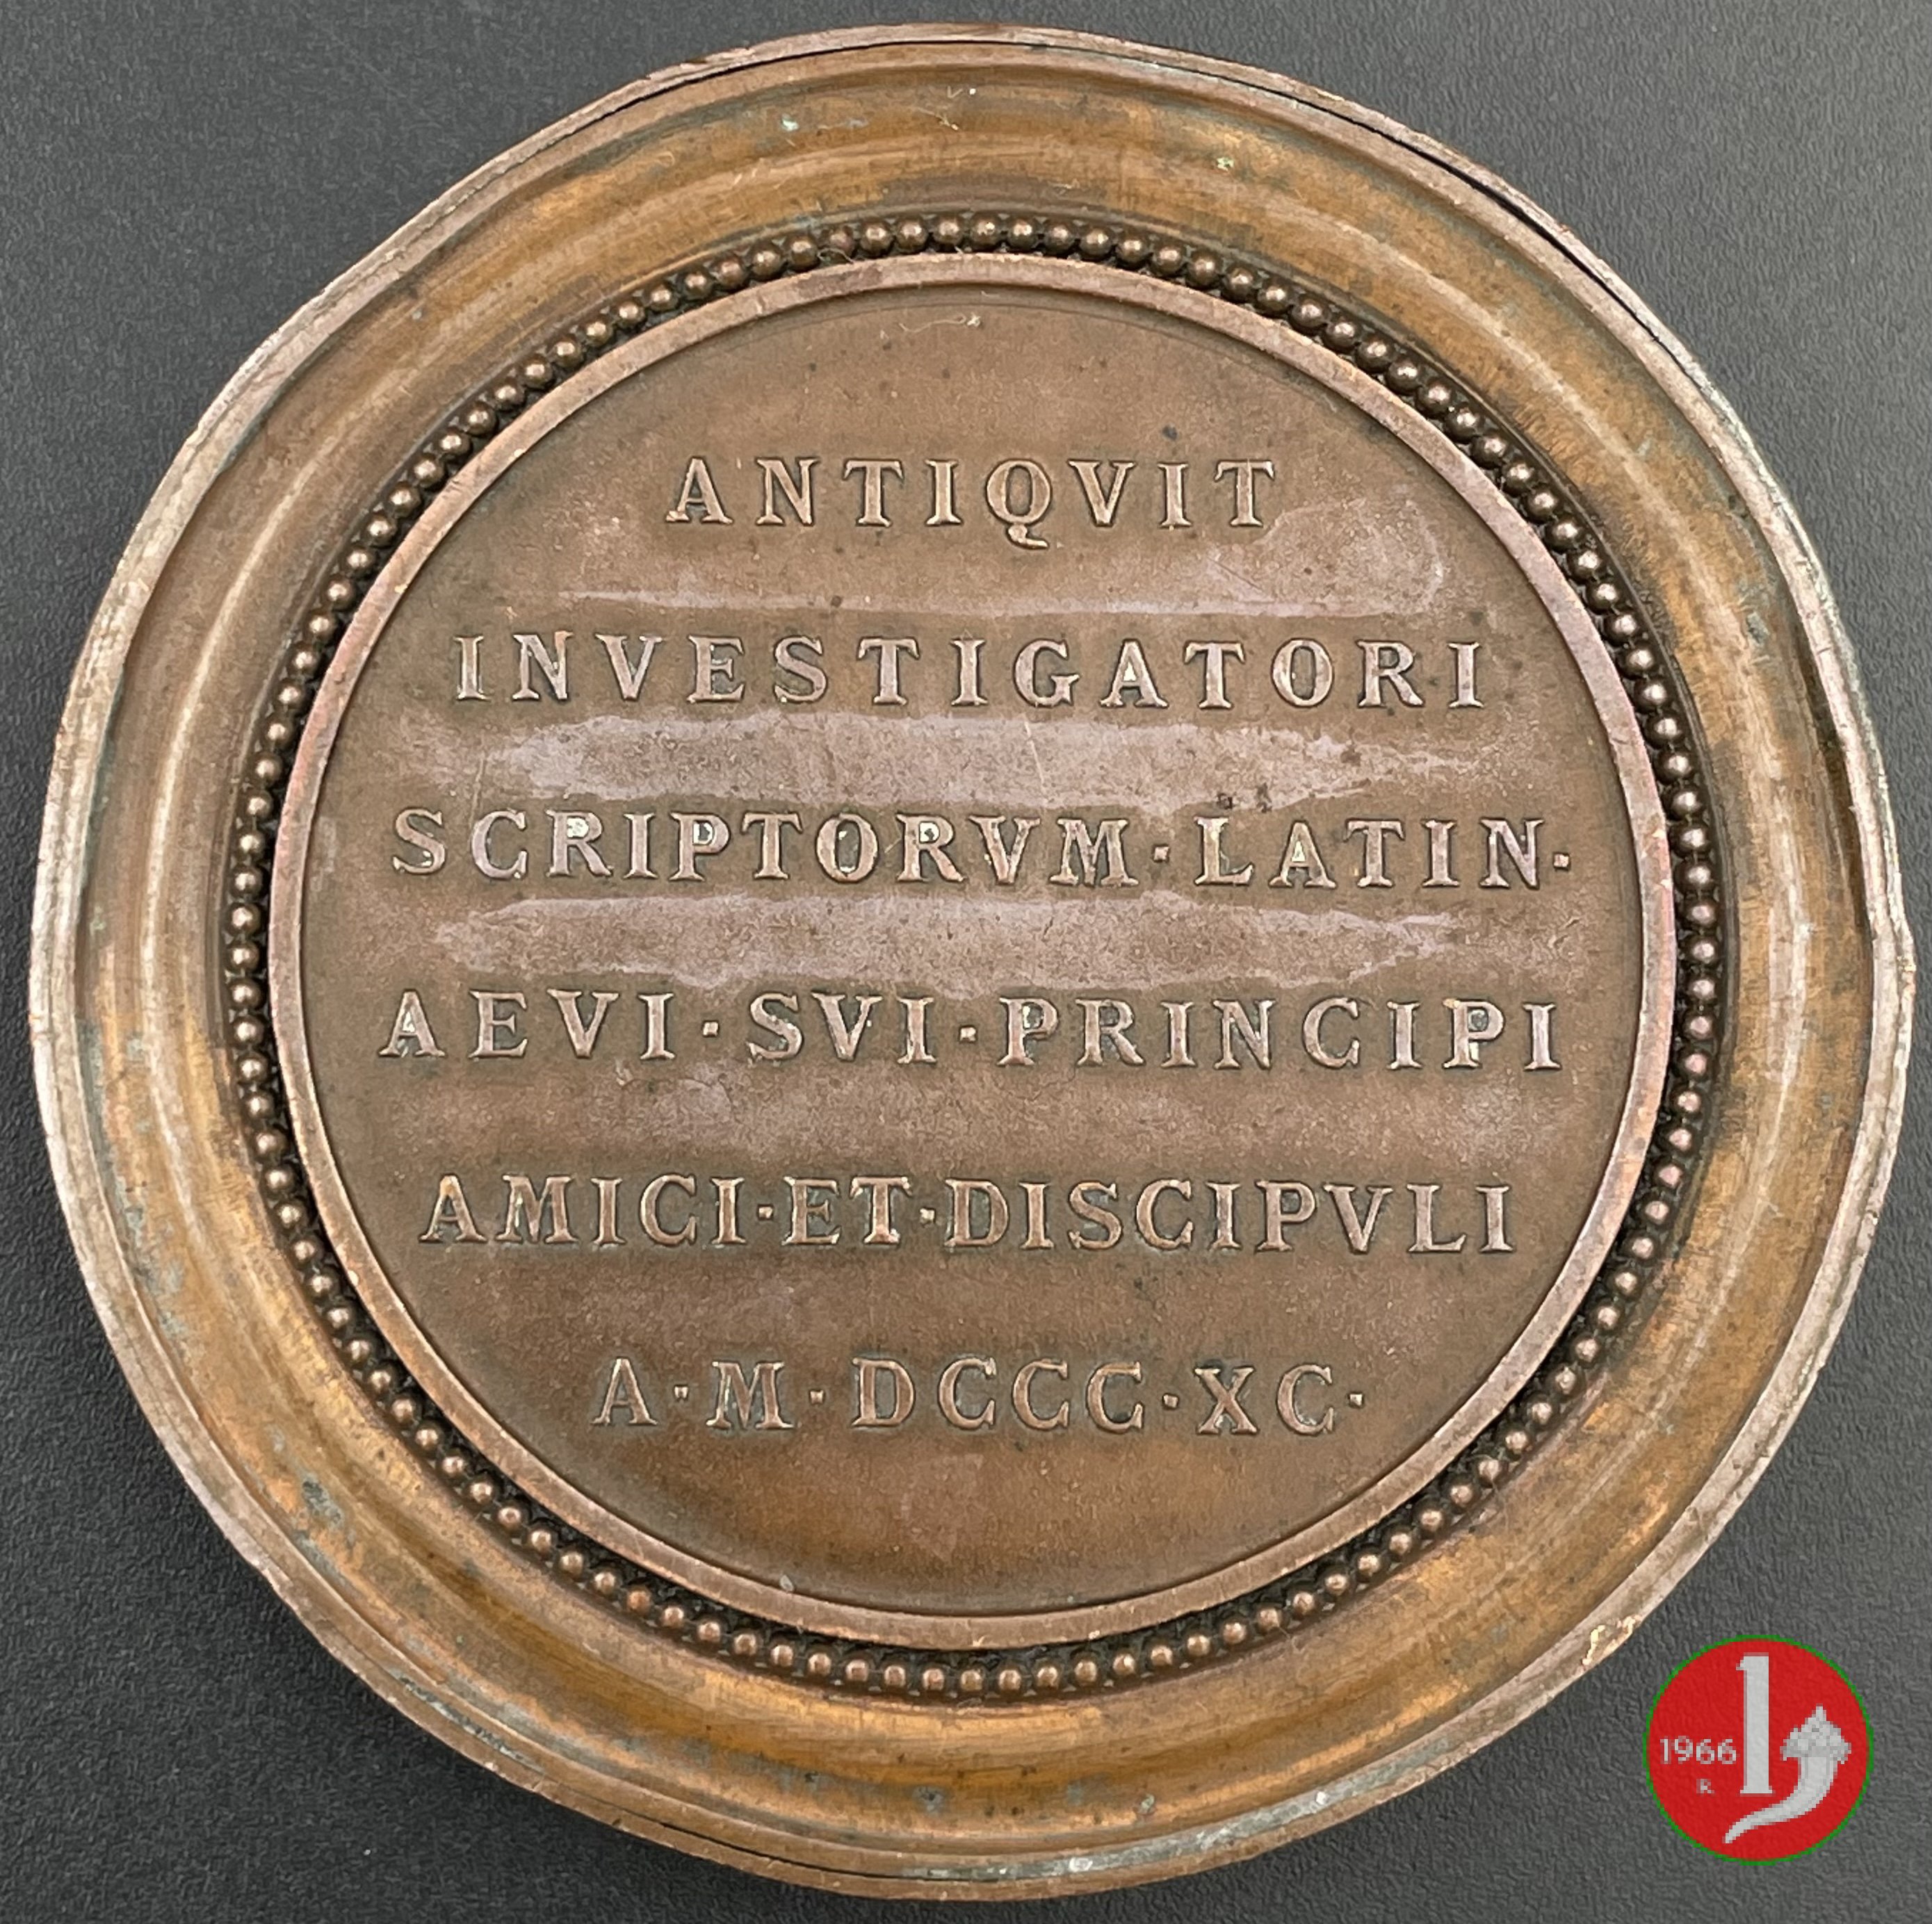 ANTIQVIT
INVESTIGATORI
SCRIPTORVM·LATIN·
AEVI·SVI·PRINCIPI
AMICI·ET·DISCIPVLI
A·M·DCCC·XC·
1966
R